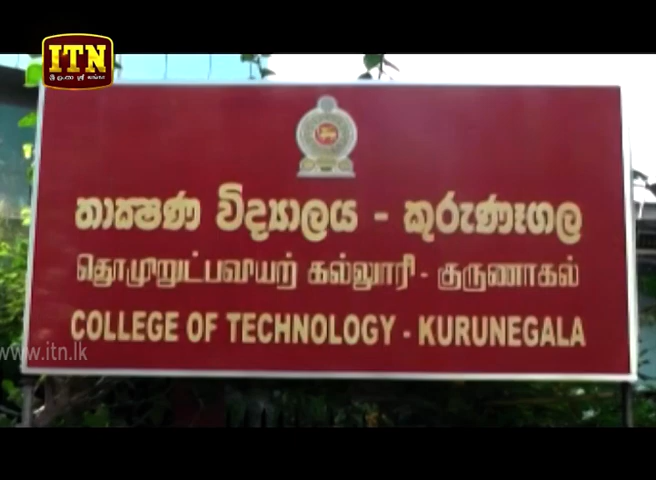 ITN
තාක්ෂණ විද්‍යාලය - කුරුණෑගල
தொழிநுட்பவியற் கல்லூரி - குருணாகல்
COLLEGE OF TECHNOLOGY - KURUNEGALA
www.itn.lk